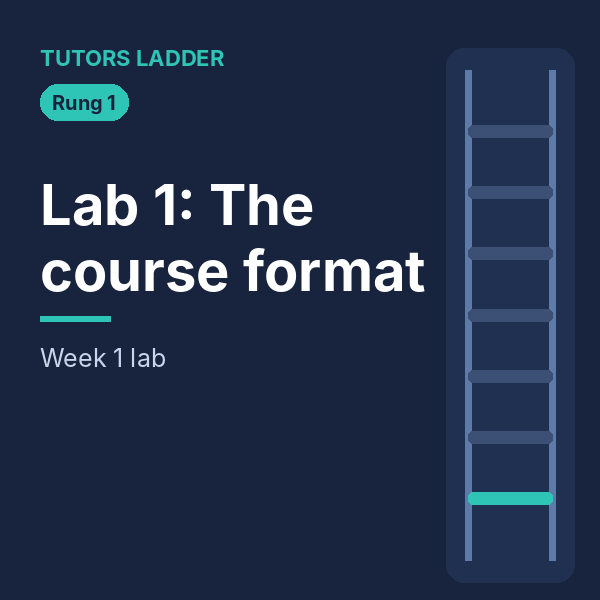 TUTORS LADDER
Rung 1
Lab 1: The
course format
Week 1 lab